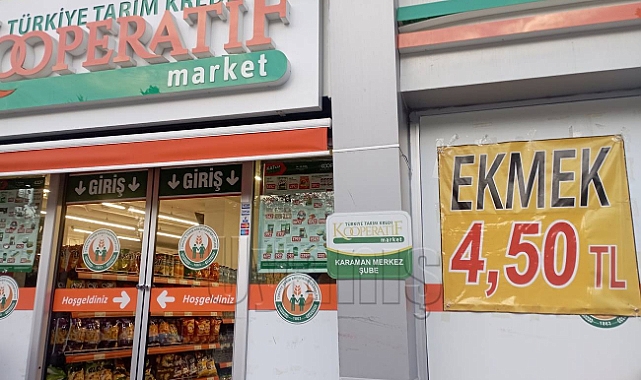 TÜRKİYE TARIM KREDİ
KOOPERATİF
market
GİRİŞ
GİRİŞ
Hoşgeldiniz
Hoşgeldiniz
TÜRKİYE TARIM KREDİ
KOOPERATİF
market
KARAMAN MERKEZ
ŞUBE
EKMEK
4,50 TL